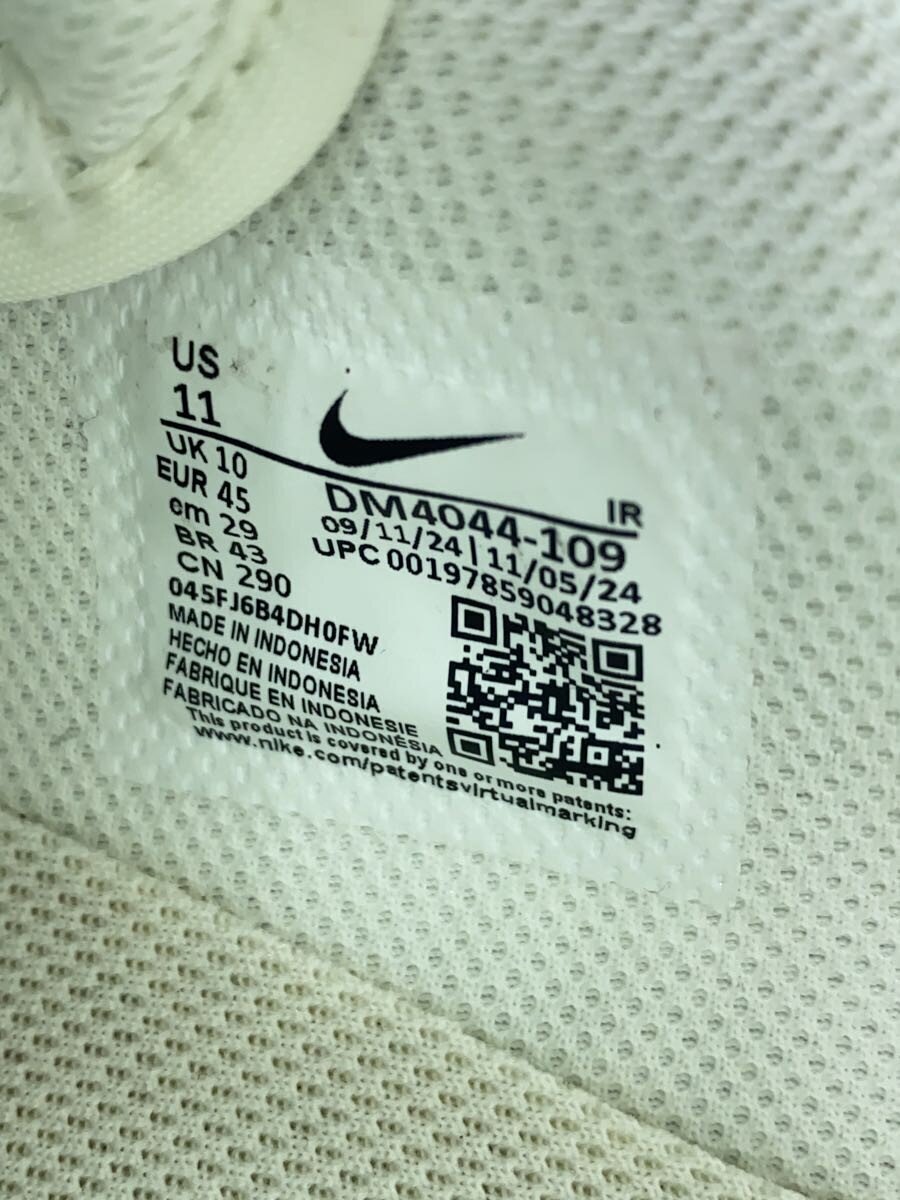 US
11
IR
UK 10
EUR 45
cm 29
BR 43
CN 290
DM4044-109
09/11/24 | 11/05/24
UPC 00197859048328
045FJ6B4DH0FW
MADE IN INDONESIA
HECHO EN INDONESIA
FABRIQUE EN INDONESIE
FABRICADO NA INDONÉSIA
This product is covered by one or more patents:
www.nike.com/patentsvirtualmarking